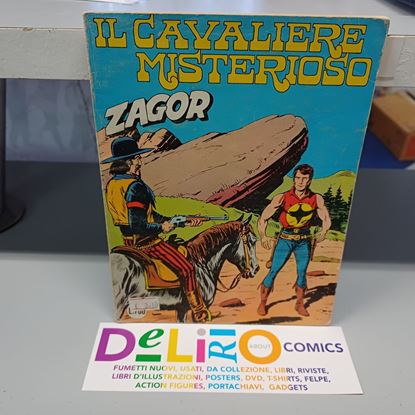 IL CAVALIERE
MISTERIOSO
ZAGOR
DELiRiO
ABOUT
COMICS
FUMETTI NUOVI, USATI, DA COLLEZIONE, LIBRI, RIVISTE,
LIBRI D'ILLUSTRAZIONI, POSTERS, DVD, T-SHIRTS, FELPE,
ACTION FIGURES, PORTACHIAVI, GADGETS